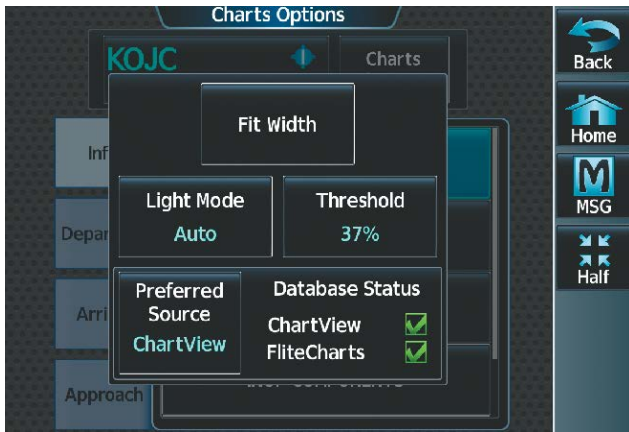 Charts Options
KOJC
Charts
Back
Fit Width
Home
Inf
Light Mode
Auto
Threshold
37%
MSG
Depar
Half
Preferred
Source
ChartView
Database Status
ChartView
FliteCharts
Arri
Approach